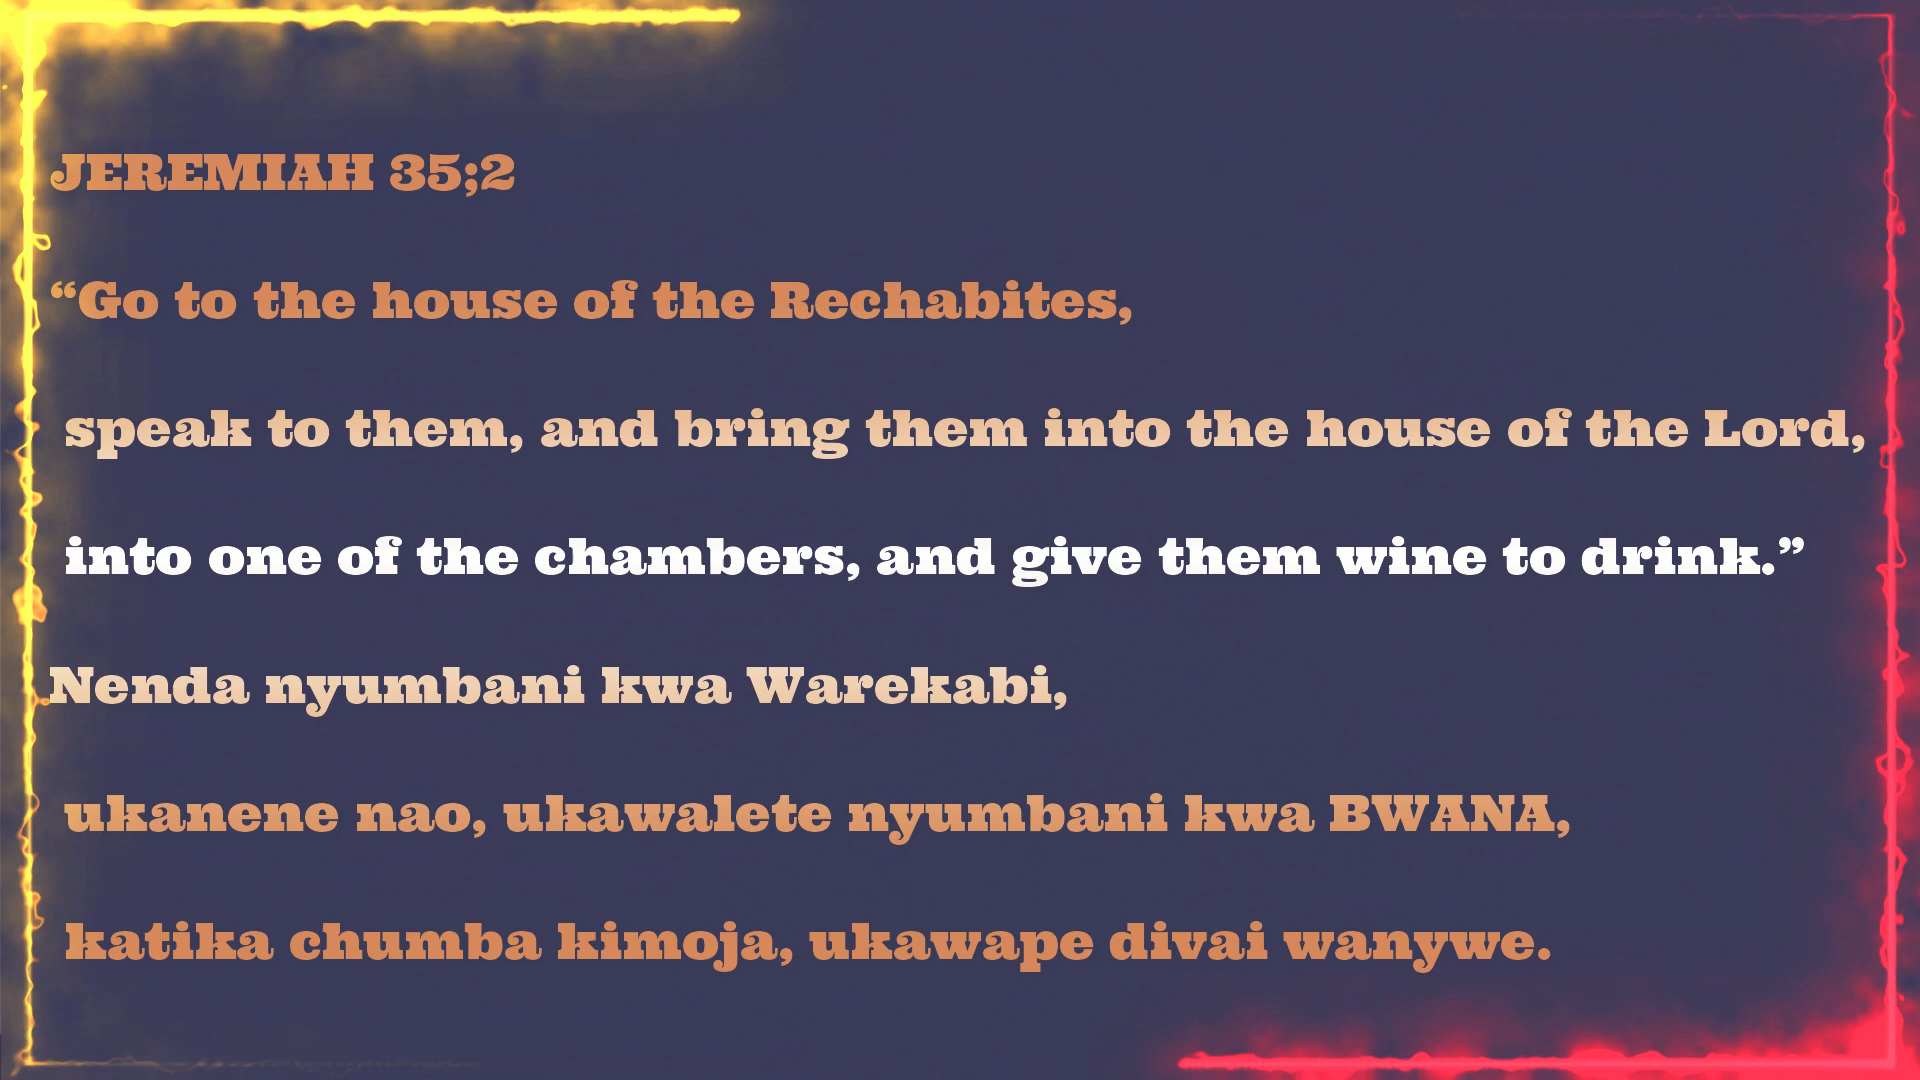 JEREMIAH 35;2
“Go to the house of the Rechabites,
speak to them, and bring them into the house of the Lord,
into one of the chambers, and give them wine to drink.”
Nenda nyumbani kwa Warekabi,
ukanene nao, ukawalete nyumbani kwa BWANA,
katika chumba kimoja, ukawape divai wanywe.